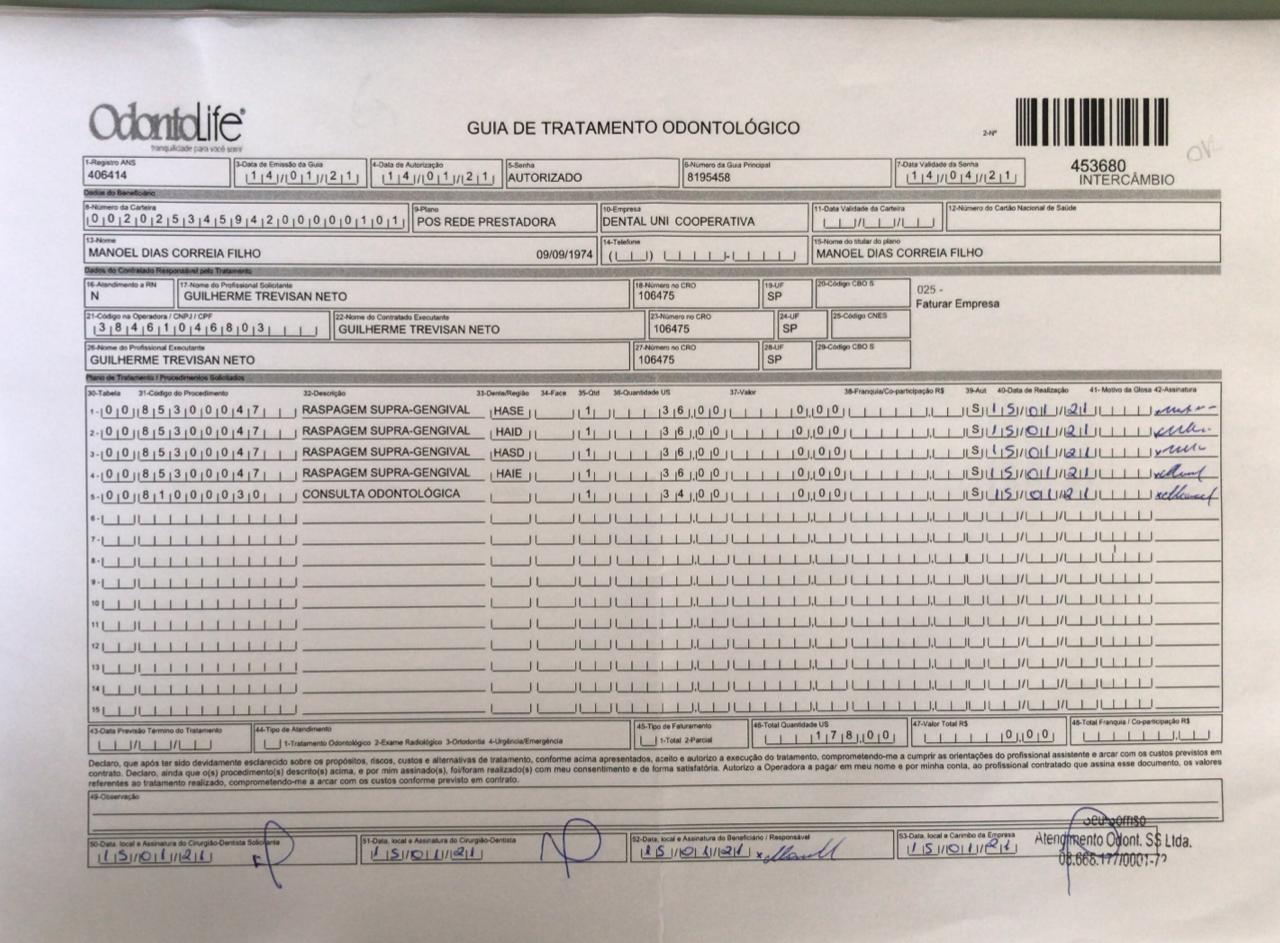 OdontoLife®
tranquilidade para você sorrir
GUIA DE TRATAMENTO ODONTOLÓGICO
2-Nº
453680
INTERCÂMBIO
OK
1-Registro ANS 3-Data de Emissão da Guia 4-Data de Autorização 5-Senha 6-Número da Guia Principal 7-Data Validade da Senha
406414 14/01/21 14/01/21 AUTORIZADO 8195458 14/04/21
Dados do Beneficiário
8-Número da Carteira 9-Plano 10-Empresa 11-Data Validade da Carteira 12-Número do Cartão Nacional de Saúde
00202534594200000101 POS REDE PRESTADORA DENTAL UNI COOPERATIVA
13-Nome 14-Telefone 15-Nome do titular do plano
MANOEL DIAS CORREIA FILHO 09/09/1974 MANOEL DIAS CORREIA FILHO
Dados do Contratado Responsável pelo Tratamento
16-Atendimento a RN 17-Nome do Profissional Solicitante 18-Número no CRO 19-UF 20-Código CBO S
N GUILHERME TREVISAN NETO 106475 SP
025 -
Faturar Empresa
21-Código na Operadora / CNPJ / CPF 22-Nome do Contratado Executante 23-Número no CRO 24-UF 25-Código CNES
38461046803 GUILHERME TREVISAN NETO 106475 SP
26-Nome do Profissional Executante 27-Número no CRO 28-UF 29-Código CBO S
GUILHERME TREVISAN NETO 106475 SP
Plano de Tratamento / Procedimentos Solicitados
30-Tabela 31-Código do Procedimento 32-Descrição 33-Dente/Região 34-Face 35-Qtd 36-Quantidade US 37-Valor 38-Franquia/Co-participação R$ 39-Aut 40-Data de Realização 41- Motivo da Glosa 42-Assinatura
1- 00 85300047 RASPAGEM SUPRA-GENGIVAL HASE 1 36,00 0,00 S 15/01/21
2- 00 85300047 RASPAGEM SUPRA-GENGIVAL HAID 1 36,00 0,00 S 15/01/21
3- 00 85300047 RASPAGEM SUPRA-GENGIVAL HASD 1 36,00 0,00 S 15/01/21
4- 00 85300047 RASPAGEM SUPRA-GENGIVAL HAIE 1 36,00 0,00 S 15/01/21
5- 00 81000030 CONSULTA ODONTOLÓGICA 1 34,00 0,00 S 15/01/21
6-
7-
8-
9-
10
11
12
13
14
15
43-Data Previsão Término do Tratamento 44-Tipo de Atendimento 45-Tipo de Faturamento 46-Total Quantidade US 47-Valor Total R$ 48-Total Franquia / Co-participação R$
1-Tratamento Odontológico 2-Exame Radiológico 3-Ortodontia 4-Urgência/Emergência 1-Total 2-Parcial 178,00 0,00
Declaro, que após ter sido devidamente esclarecido sobre os propósitos, riscos, custos e alternativas de tratamento, conforme acima apresentados, aceito e autorizo a execução do tratamento, comprometendo-me a cumprir as orientações do profissional assistente e arcar com os custos previstos em
contrato. Declaro, ainda que o(s) procedimento(s) descrito(s) acima, e por mim assinado(s), foi/foram realizado(s) com meu consentimento e de forma satisfatória. Autorizo a Operadora a pagar em meu nome e por minha conta, ao profissional contratado que assina esse documento, os valores
referentes ao tratamento realizado, comprometendo-me a arcar com os custos conforme previsto em contrato.
49-Observação
50-Data, local e Assinatura do Cirurgião-Dentista Solicitante 51-Data, local e Assinatura do Cirurgião-Dentista 52-Data, local e Assinatura do Beneficiário / Responsável 53-Data, local e Carimbo da Empresa
15/01/21 15/01/21 15/01/21 15/01/21
Seu Sorriso
Atendimento Odont. SS Ltda.
08.665.177/0001-72